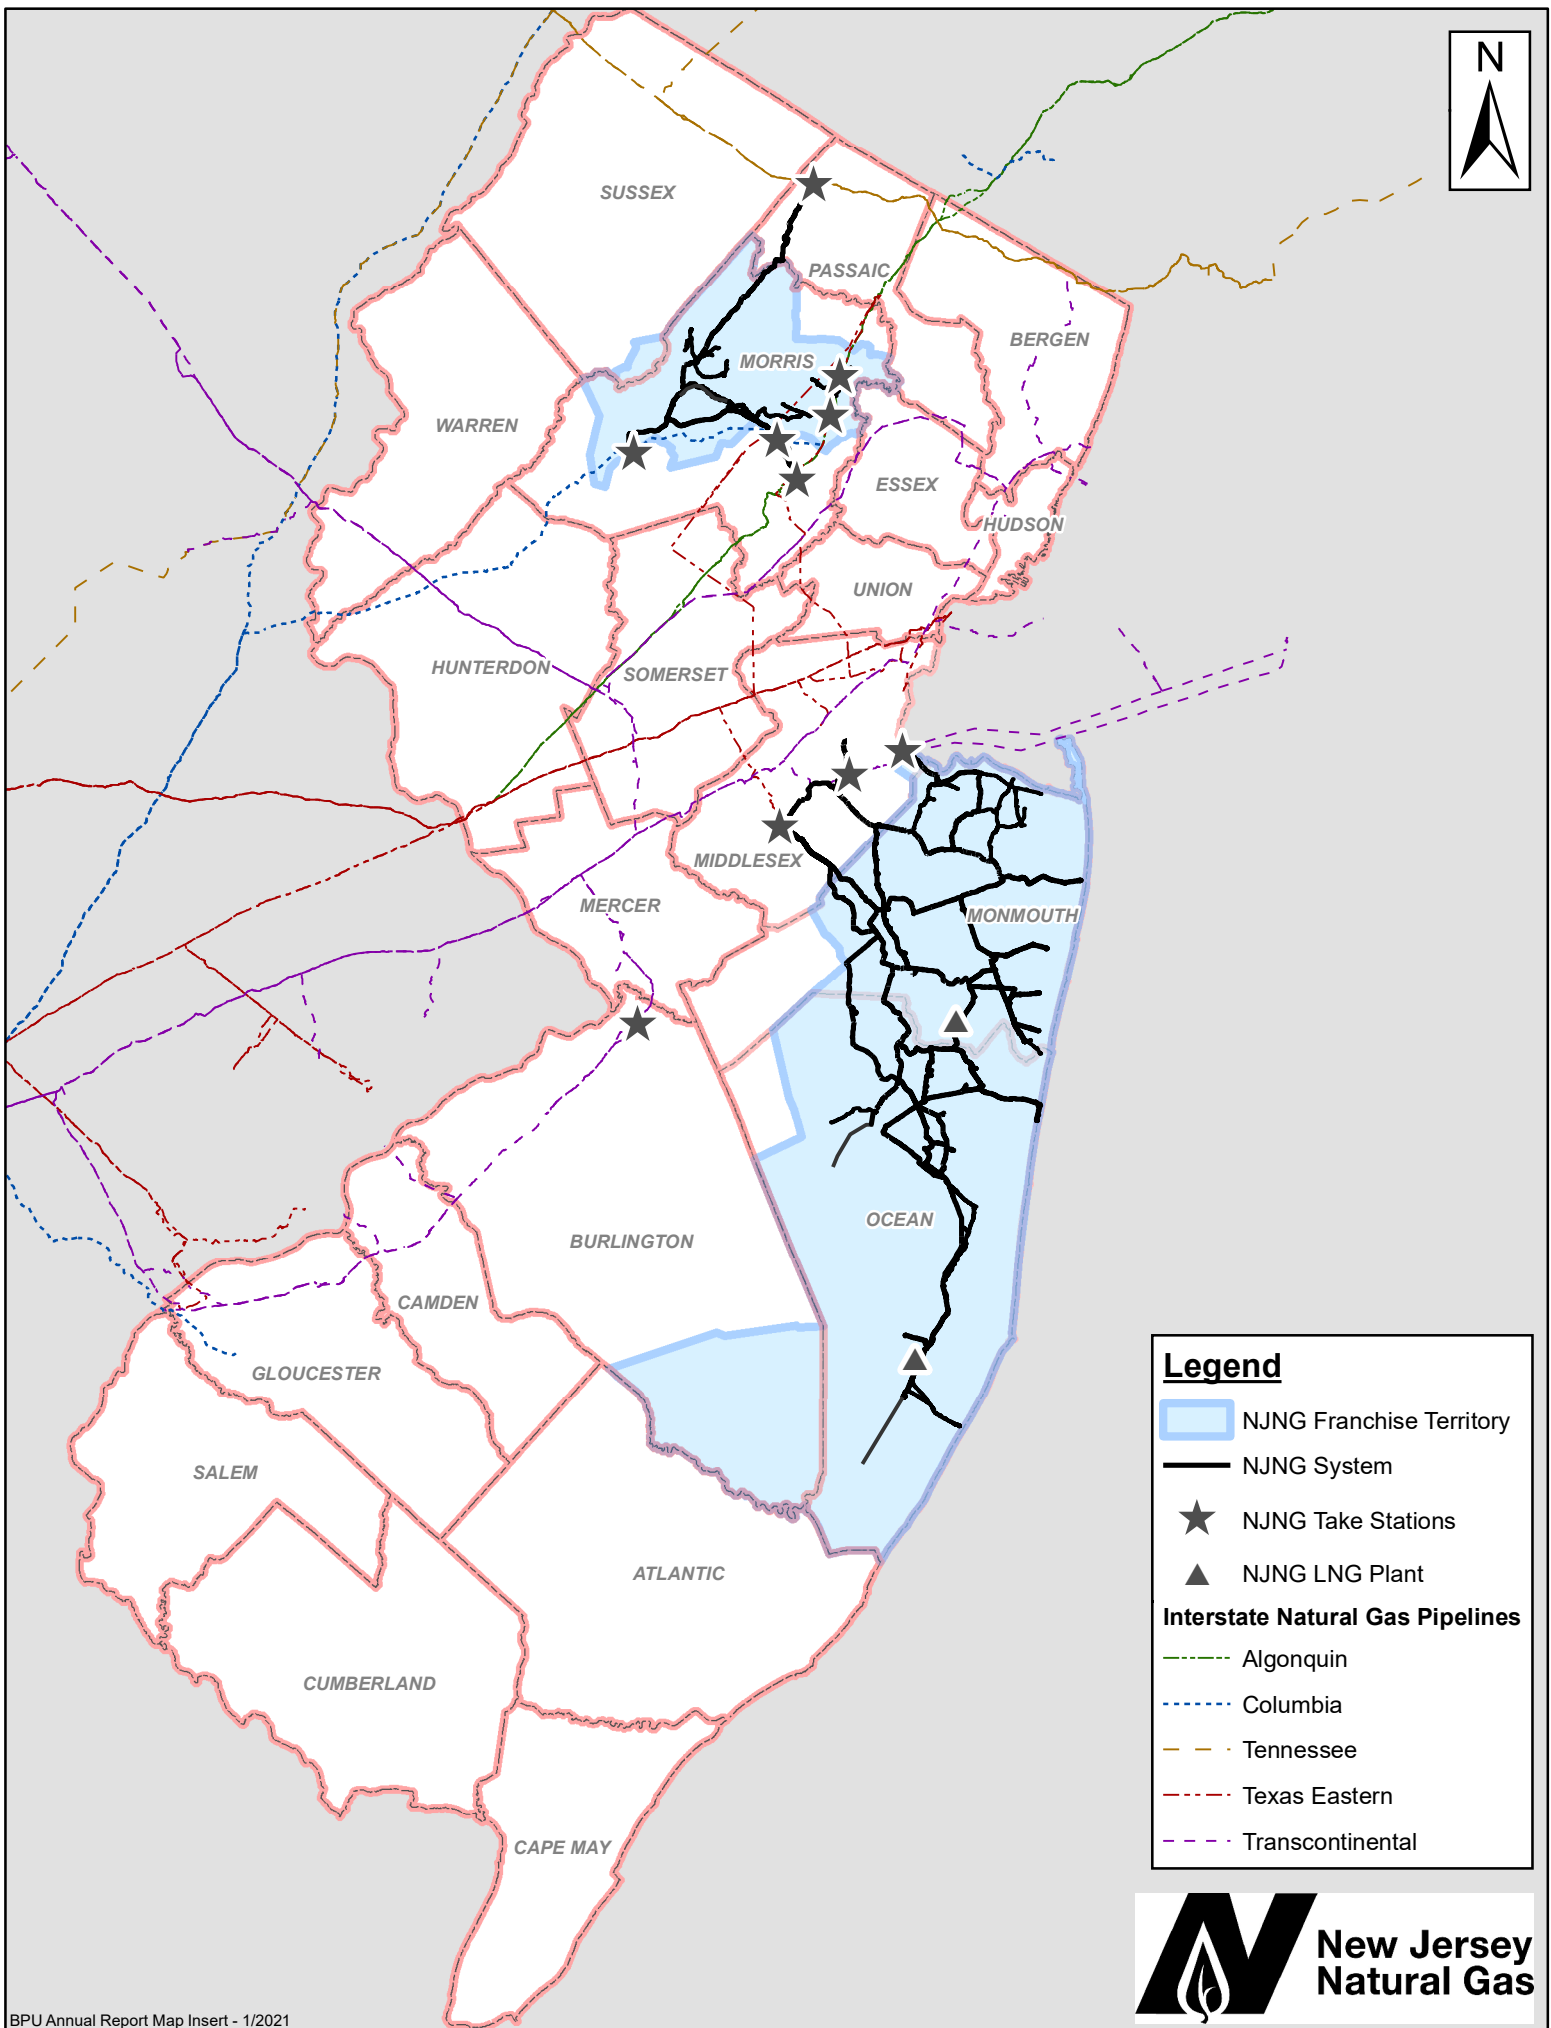 N
SUSSEX
PASSAIC
BERGEN
MORRIS
WARREN
ESSEX
HUDSON
UNION
HUNTERDON
SOMERSET
MIDDLESEX
MERCER
MONMOUTH
OCEAN
BURLINGTON
CAMDEN
GLOUCESTER
SALEM
ATLANTIC
CUMBERLAND
CAPE MAY
Legend
NJNG Franchise Territory
NJNG System
NJNG Take Stations
NJNG LNG Plant
Interstate Natural Gas Pipelines
Algonquin
Columbia
Tennessee
Texas Eastern
Transcontinental
New Jersey
Natural Gas
BPU Annual Report Map Insert - 1/2021